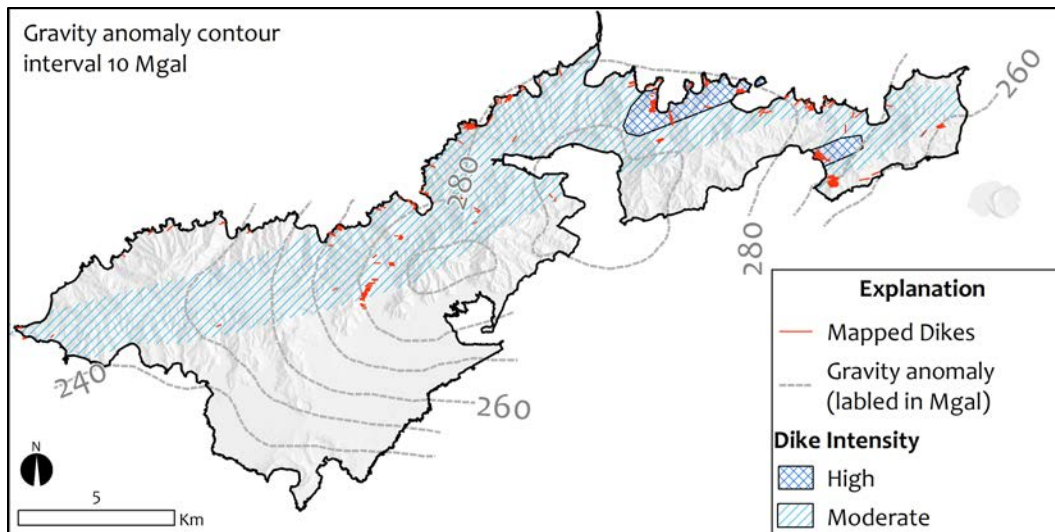 Gravity anomaly contour
interval 10 Mgal
260
280
280
240
260
Explanation
Mapped Dikes
Gravity anomaly
(labled in Mgal)
Dike Intensity
High
Moderate
N
5
Km